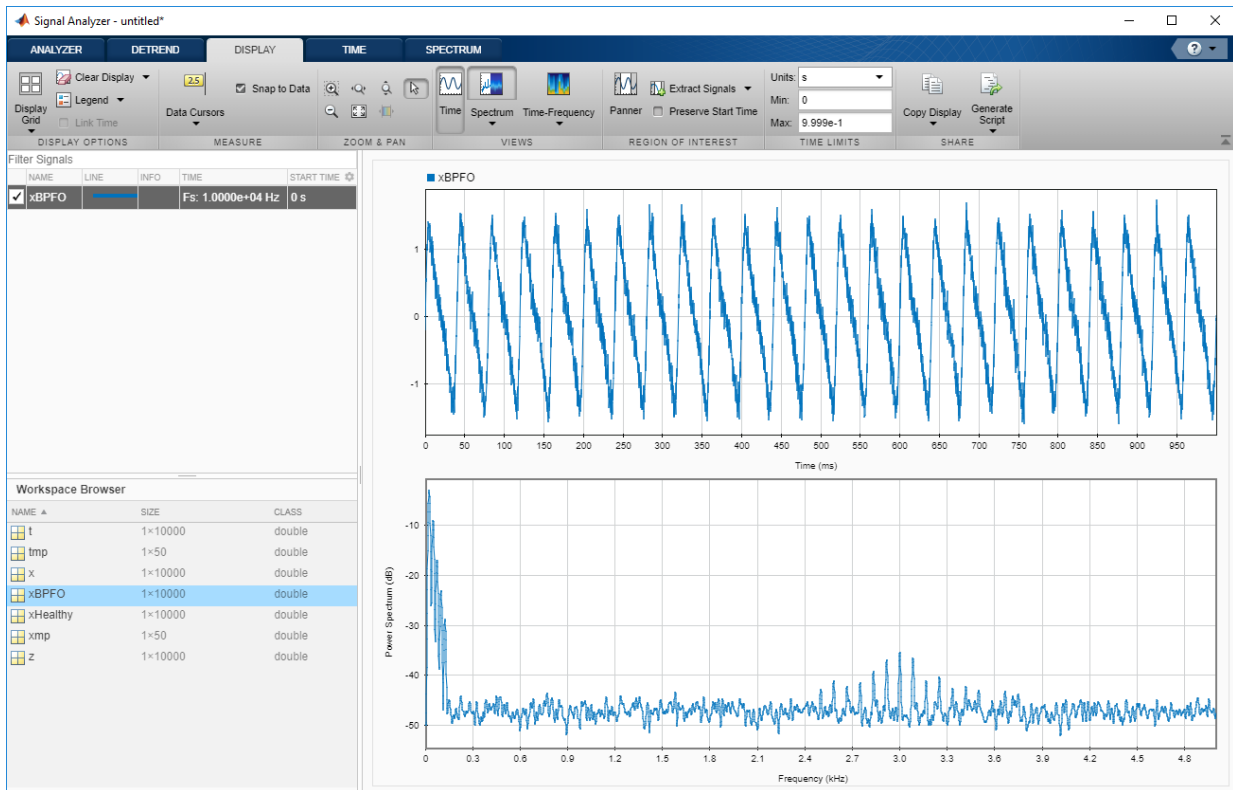 Signal Analyzer - untitled*
ANALYZER DETREND DISPLAY TIME SPECTRUM ?
Display Grid
Clear Display
Legend
Link Time
DISPLAY OPTIONS
2.5
Data Cursors
Snap to Data
MEASURE
ZOOM & PAN
Time Spectrum Time-Frequency
VIEWS
Panner
Extract Signals
Preserve Start Time
REGION OF INTEREST
Units: s
Min: 0
Max: 9.999e-1
TIME LIMITS
Copy Display
Generate Script
SHARE
Filter Signals
NAME LINE INFO TIME START TIME
xBPFO Fs: 1.0000e+04 Hz 0 s
Workspace Browser
NAME SIZE CLASS
t 1×10000 double
tmp 1×50 double
x 1×10000 double
xBPFO 1×10000 double
xHealthy 1×10000 double
xmp 1×50 double
z 1×10000 double
xBPFO
1
0
-1
0 50 100 150 200 250 300 350 400 450 500 550 600 650 700 750 800 850 900 950
Time (ms)
Power Spectrum (dB)
-10
-20
-30
-40
-50
0 0.3 0.6 0.9 1.2 1.5 1.8 2.1 2.4 2.7 3.0 3.3 3.6 3.9 4.2 4.5 4.8
Frequency (kHz)